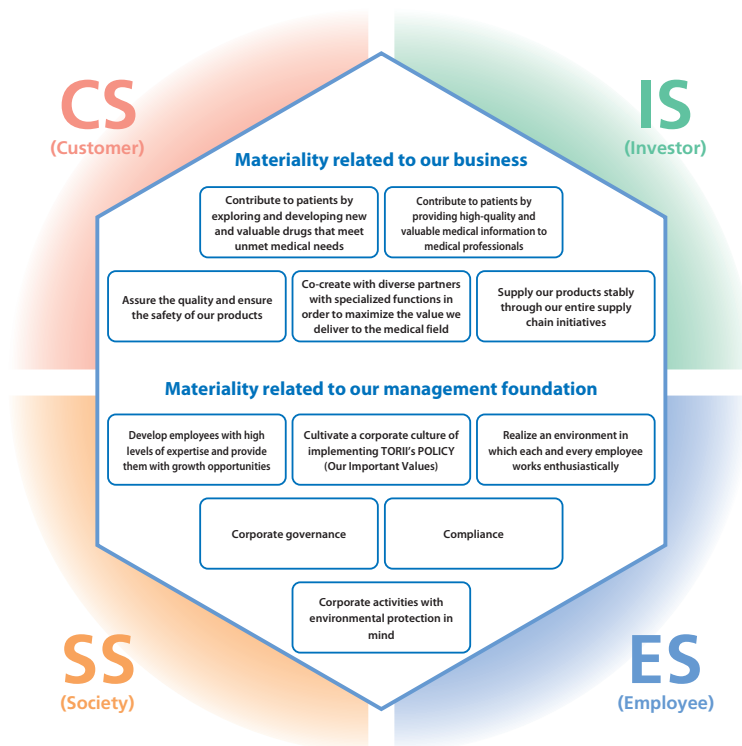 CS
(Customer)
IS
(Investor)
Materiality related to our business
Contribute to patients by
exploring and developing new
and valuable drugs that meet
unmet medical needs
Contribute to patients by
providing high-quality and
valuable medical information to
medical professionals
Assure the quality and ensure
the safety of our products
Co-create with diverse partners
with specialized functions in
order to maximize the value we
deliver to the medical field
Supply our products stably
through our entire supply
chain initiatives
Materiality related to our management foundation
Develop employees with high
levels of expertise and provide
them with growth opportunities
Cultivate a corporate culture of
implementing TORII's POLICY
(Our Important Values)
Realize an environment in
which each and every employee
works enthusiastically
Corporate governance
Compliance
Corporate activities with
environmental protection in
mind
SS
(Society)
ES
(Employee)